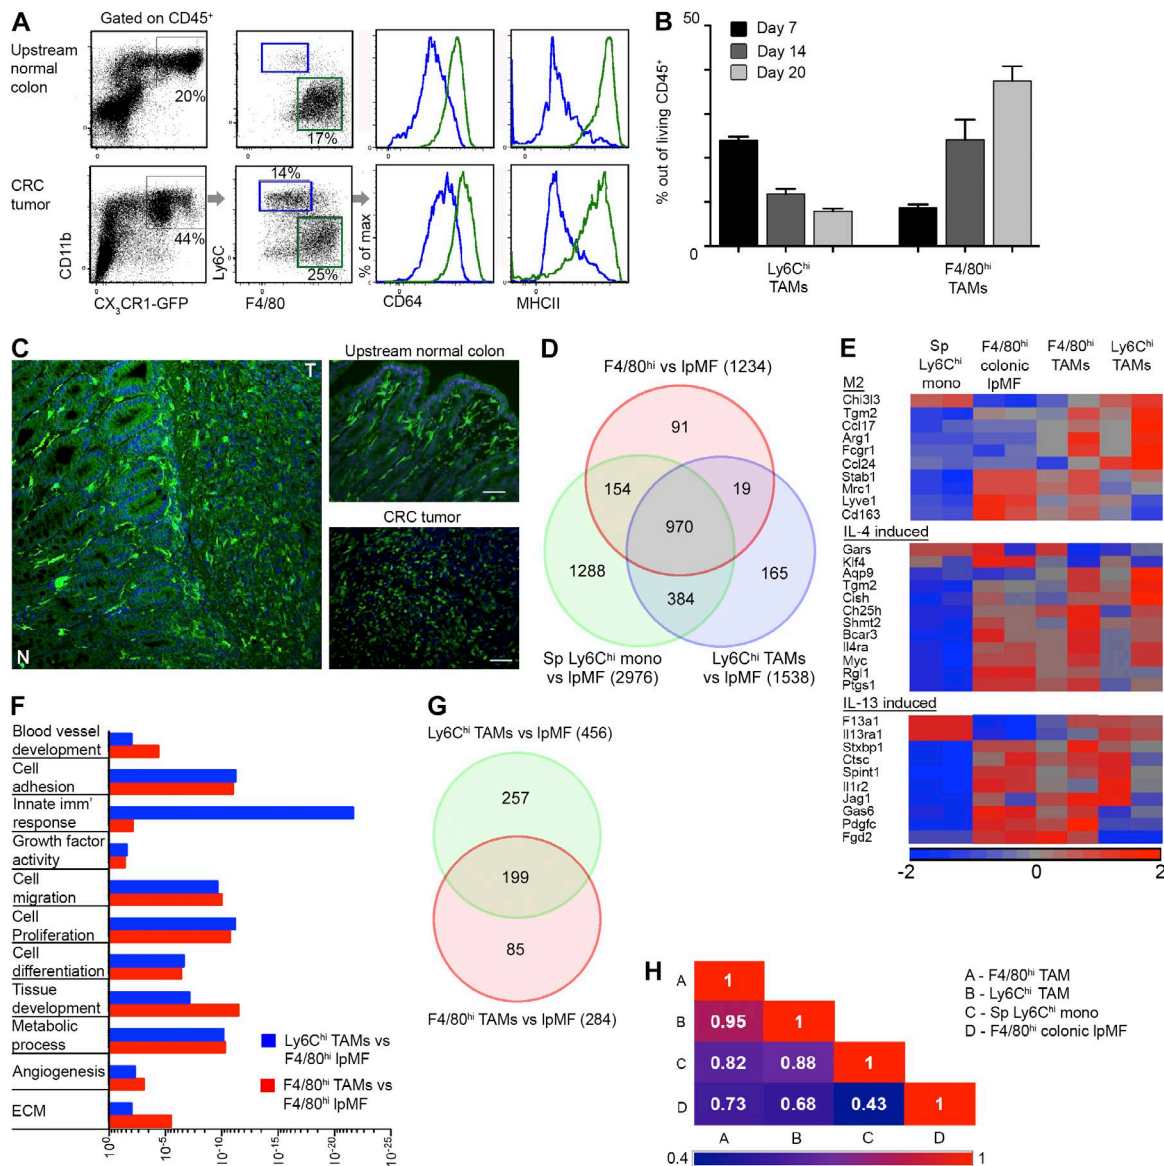 A
Gated on CD45⁺
Upstream
normal
colon
20%
17%
CRC
tumor
44%
14%
25%
CD11b
CX₃CR1-GFP
Ly6C
F4/80
% of max
CD64
MHCII
B
50
0
% out of living CD45⁺
Day 7
Day 14
Day 20
Ly6Cʰⁱ
TAMs
F4/80ʰⁱ
TAMs
C
T
N
Upstream normal colon
CRC tumor
D
F4/80ʰⁱ vs lpMF (1234)
91
154
19
970
1288
165
384
Sp Ly6Cʰⁱ mono
vs lpMF (2976)
Ly6Cʰⁱ TAMs
vs lpMF (1538)
E
Sp
Ly6Cʰⁱ
mono
F4/80ʰⁱ
colonic
lpMF
F4/80ʰⁱ
TAMs
Ly6Cʰⁱ
TAMs
M2
Chi3l3
Tgm2
Ccl17
Arg1
Fcgr1
Ccl24
Stab1
Mrc1
Lyve1
Cd163
IL-4 induced
Gars
Klf4
Aqp9
Tgm2
Cish
Ch25h
Shmt2
Bcar3
Il4ra
Myc
Rgl1
Ptgs1
IL-13 induced
F13a1
Il13ra1
Stxbp1
Ctsc
Spint1
Il1r2
Jag1
Gas6
Pdgfc
Fgd2
-2 0 2
F
Blood vessel
development
Cell
adhesion
Innate imm'
response
Growth factor
activity
Cell
migration
Cell
Proliferation
Cell
differentiation
Tissue
development
Metabolic
process
Angiogenesis
ECM
10⁰ 10⁻⁵ 10⁻¹⁰ 10⁻¹⁵ 10⁻²⁰ 10⁻²⁵
Ly6Cʰⁱ TAMs vs
F4/80ʰⁱ lpMF
F4/80ʰⁱ TAMs vs
F4/80ʰⁱ lpMF
G
Ly6Cʰⁱ TAMs vs lpMF (456)
257
199
85
F4/80ʰⁱ TAMs vs lpMF (284)
H
A 1
B 0.95 1
C 0.82 0.88 1
D 0.73 0.68 0.43 1
A B C D
0.4 1
A - F4/80ʰⁱ TAM
B - Ly6Cʰⁱ TAM
C - Sp Ly6Cʰⁱ mono
D - F4/80ʰⁱ colonic lpMF